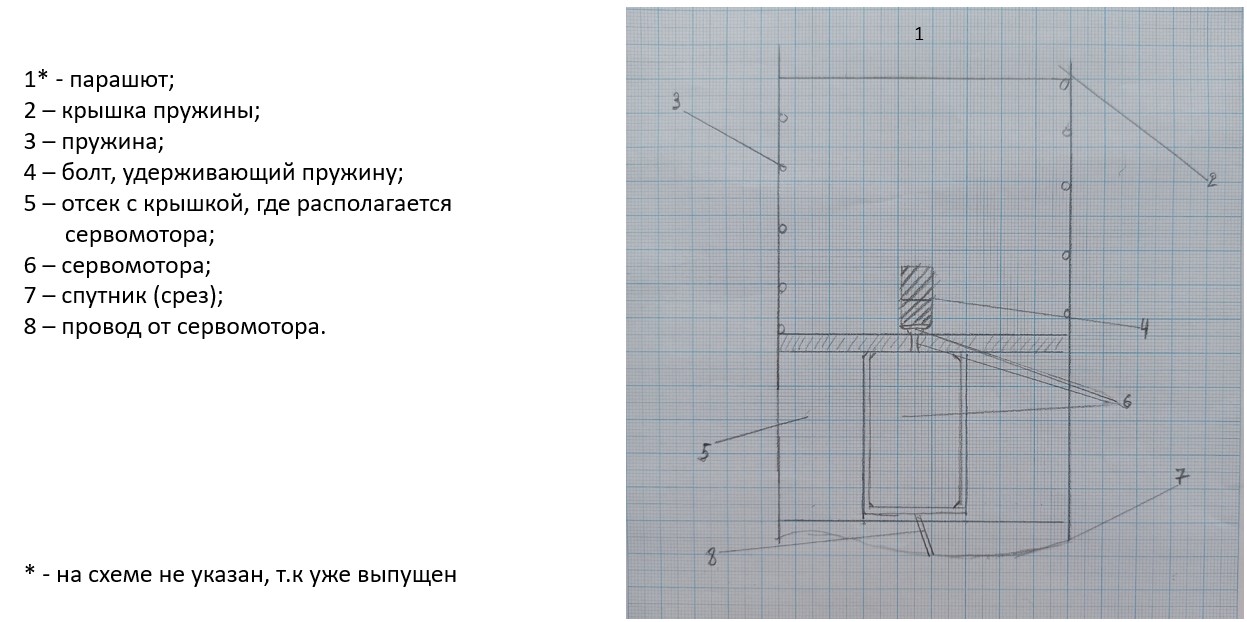 1* - парашют;
2 – крышка пружины;
3 – пружина;
4 – болт, удерживающий пружину;
5 – отсек с крышкой, где располагается
сервомотора;
6 – сервомотора;
7 – спутник (срез);
8 – провод от сервомотора.
* - на схеме не указан, т.к уже выпущен
1
3
2
4
6
5
7
8